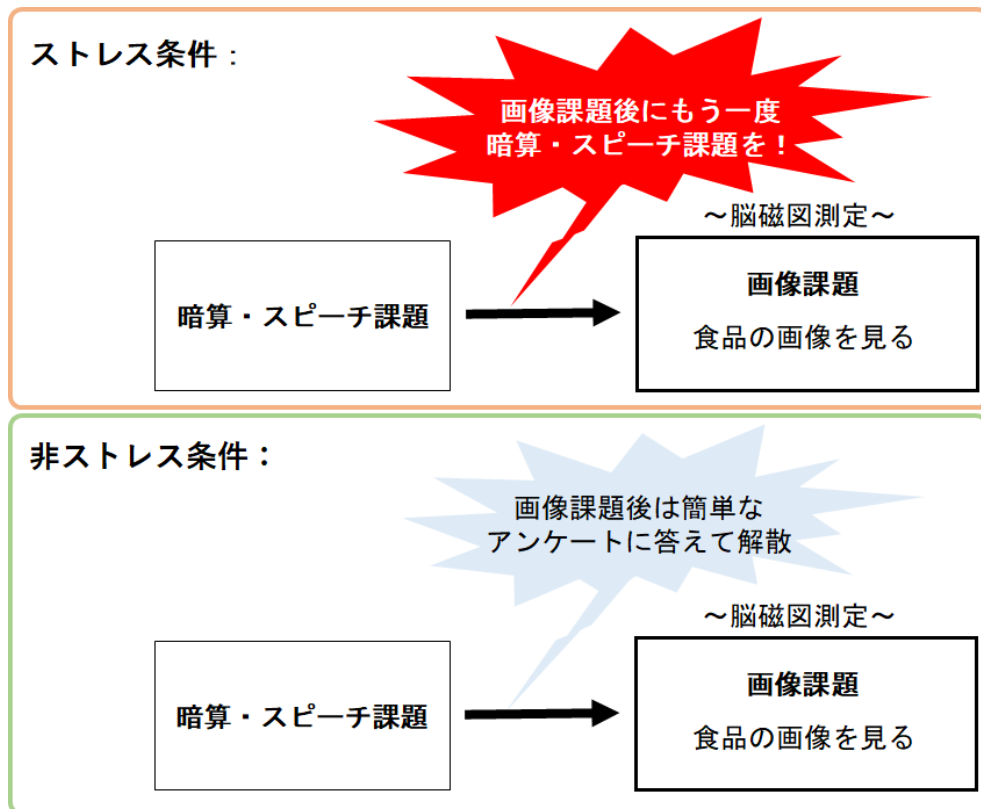 ストレス条件：
画像課題後にもう一度
暗算・スピーチ課題を！
～脳磁図測定～
暗算・スピーチ課題
画像課題
食品の画像を見る
非ストレス条件：
画像課題後は簡単な
アンケートに答えて解散
～脳磁図測定～
暗算・スピーチ課題
画像課題
食品の画像を見る